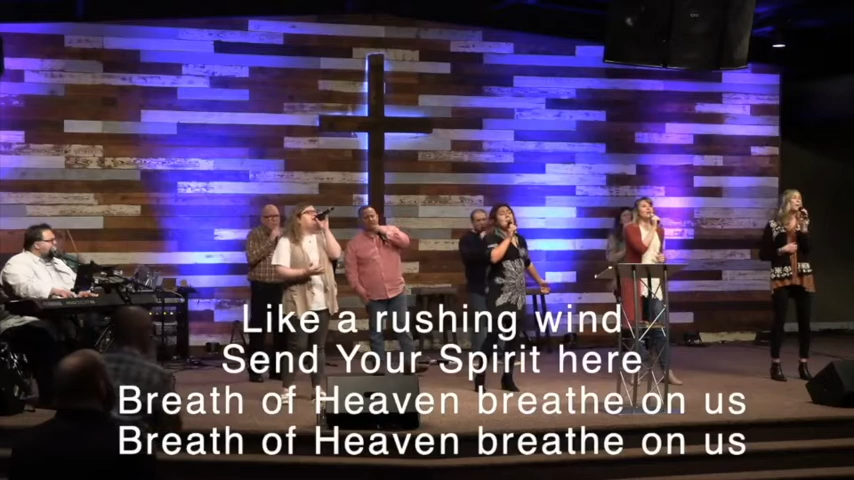 Like a rushing wind
Send Your Spirit here
Breath of Heaven breathe on us
Breath of Heaven breathe on us